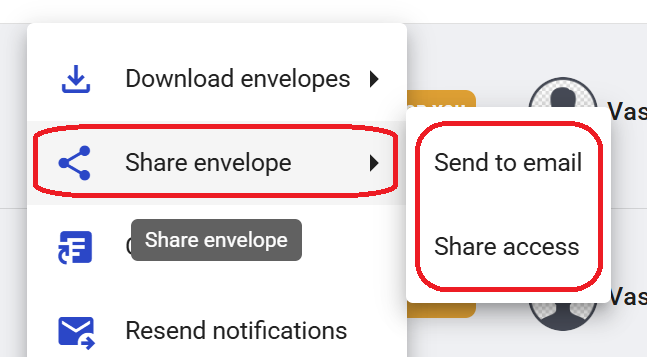 Download envelopes
Share envelope
Send to email
Share envelope
Share access
Resend notifications
Vas
Vas